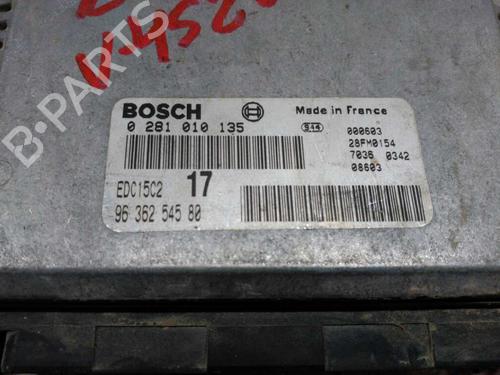 B-PARTS
BOSCH
Made in France
0 281 010 135
S14
000603
28FM0154
7036 0342
08603
EDC15C2 17
96 362 545 80